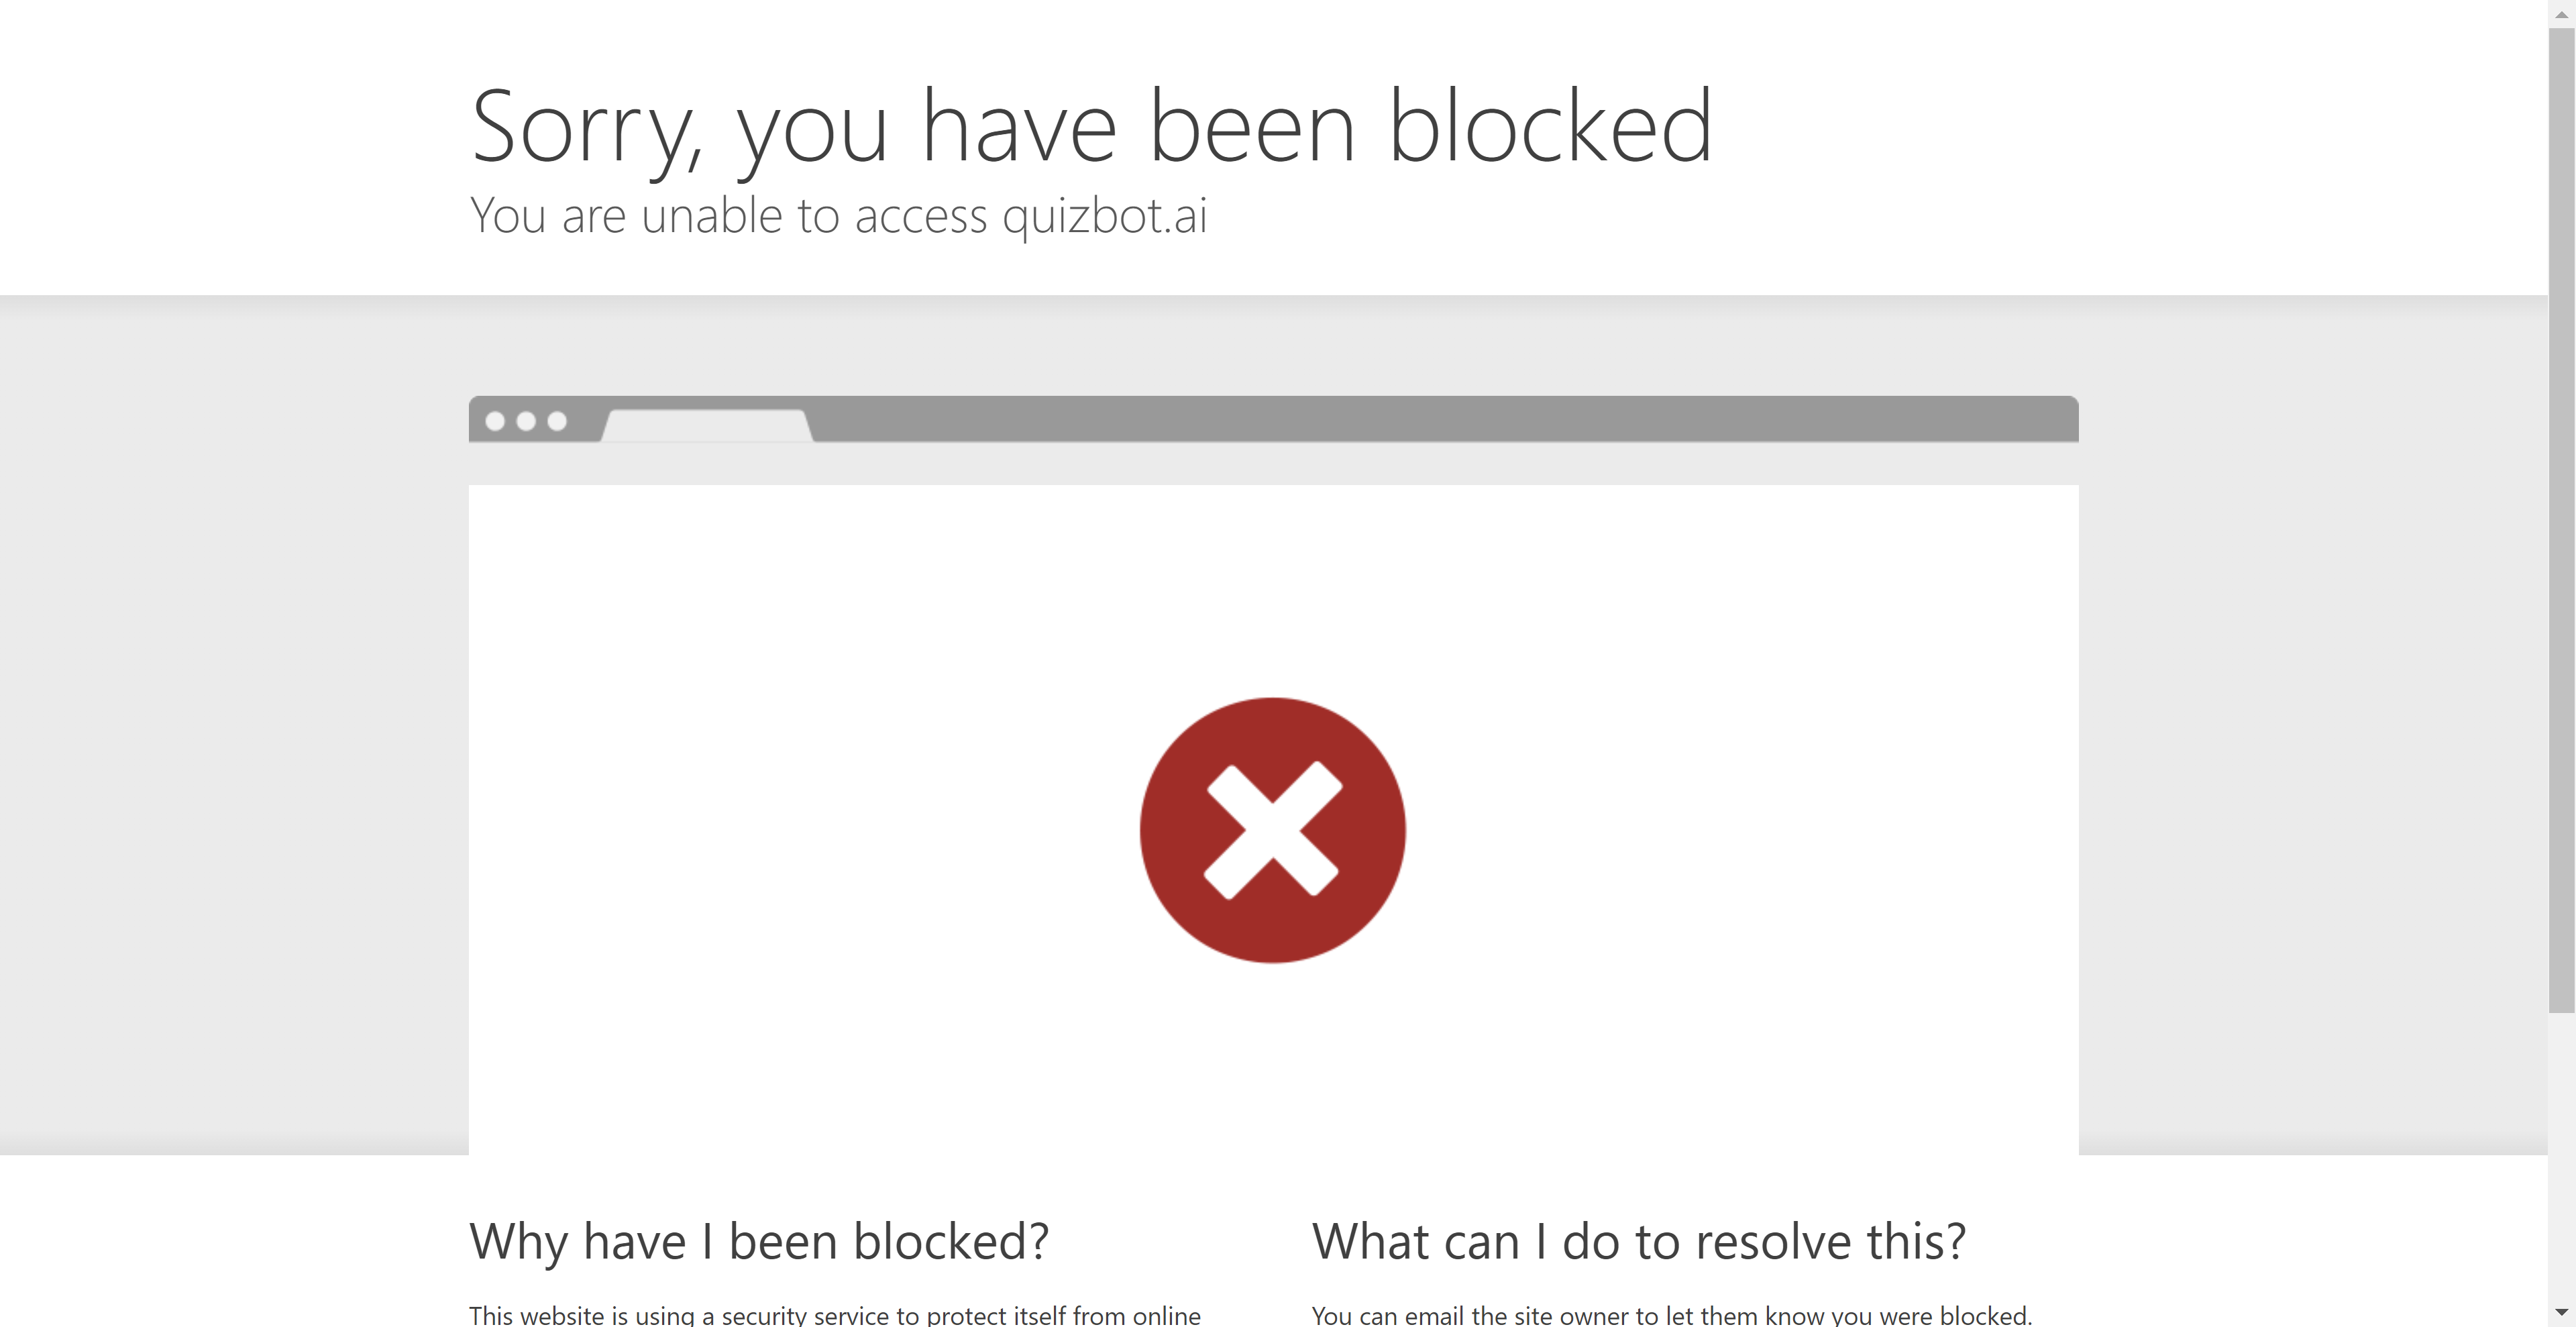 Sorry, you have been blocked
You are unable to access quizbot.ai
Why have I been blocked?
This website is using a security service to protect itself from online
What can I do to resolve this?
You can email the site owner to let them know you were blocked.